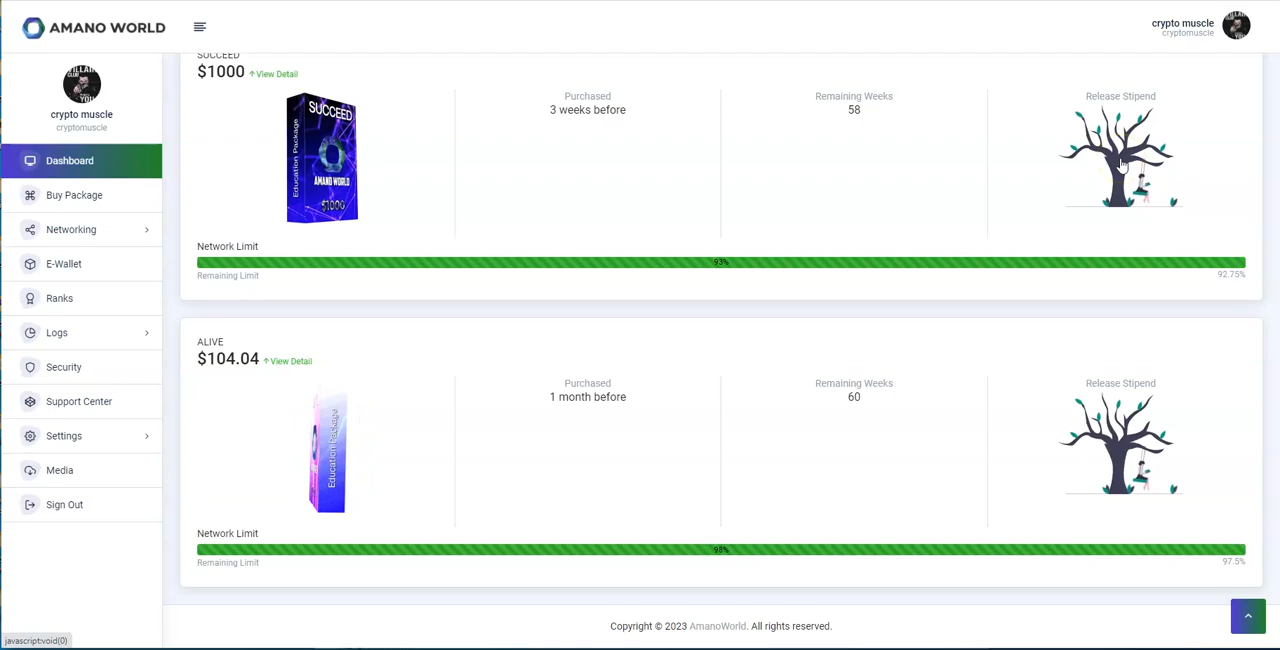 AMANO WORLD
crypto muscle
cryptomuscle
crypto muscle
cryptomuscle
Dashboard
Buy Package
Networking
E-Wallet
Ranks
Logs
Security
Support Center
Settings
Media
Sign Out
SUCCEED
$1000 View Detail
SUCCEED
Education Package
AMANO WORLD
$1000
Purchased
3 weeks before
Remaining Weeks
58
Release Stipend
Network Limit
93%
Remaining Limit
92.75%
ALIVE
$104.04 View Detail
Education Package
Purchased
1 month before
Remaining Weeks
60
Release Stipend
Network Limit
98%
Remaining Limit
97.5%
Copyright © 2023 AmanoWorld. All rights reserved.
javascript:void(0)